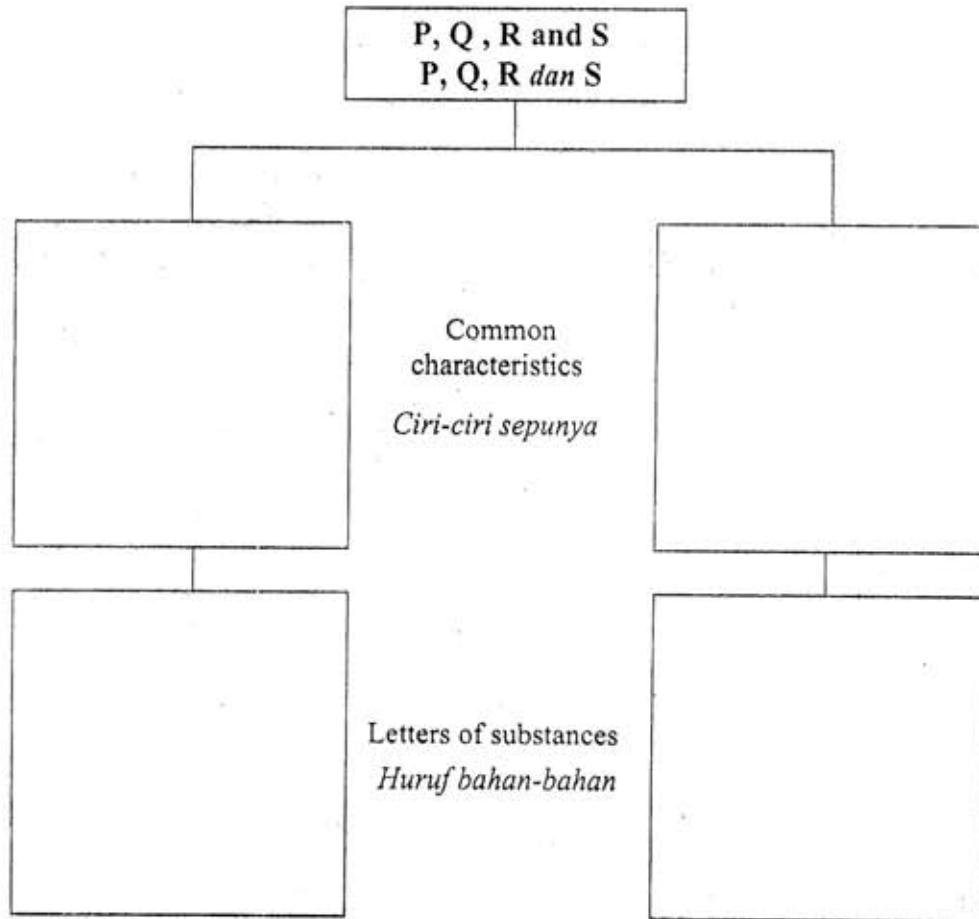 P, Q , R and S
P, Q, R dan S
Common
characteristics
Ciri-ciri sepunya
Letters of substances
Huruf bahan-bahan